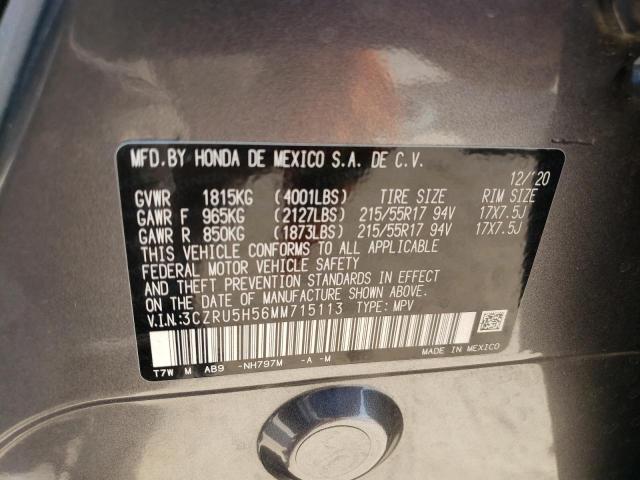 MFD.BY HONDA DE MEXICO S.A. DE C.V.
12/'20
GVWR 1815KG (4001LBS) TIRE SIZE RIM SIZE
GAWR F 965KG (2127LBS) 215/55R17 94V 17X7.5J
GAWR R 850KG (1873LBS) 215/55R17 94V 17X7.5J
THIS VEHICLE CONFORMS TO ALL APPLICABLE
FEDERAL MOTOR VEHICLE SAFETY
AND THEFT PREVENTION STANDARDS IN EFFECT
ON THE DATE OF MANUFACTURE SHOWN ABOVE.
V.I.N.:3CZRU5H56MM715113 TYPE: MPV
T7W M AB9 -NH797M -A -M MADE IN MEXICO